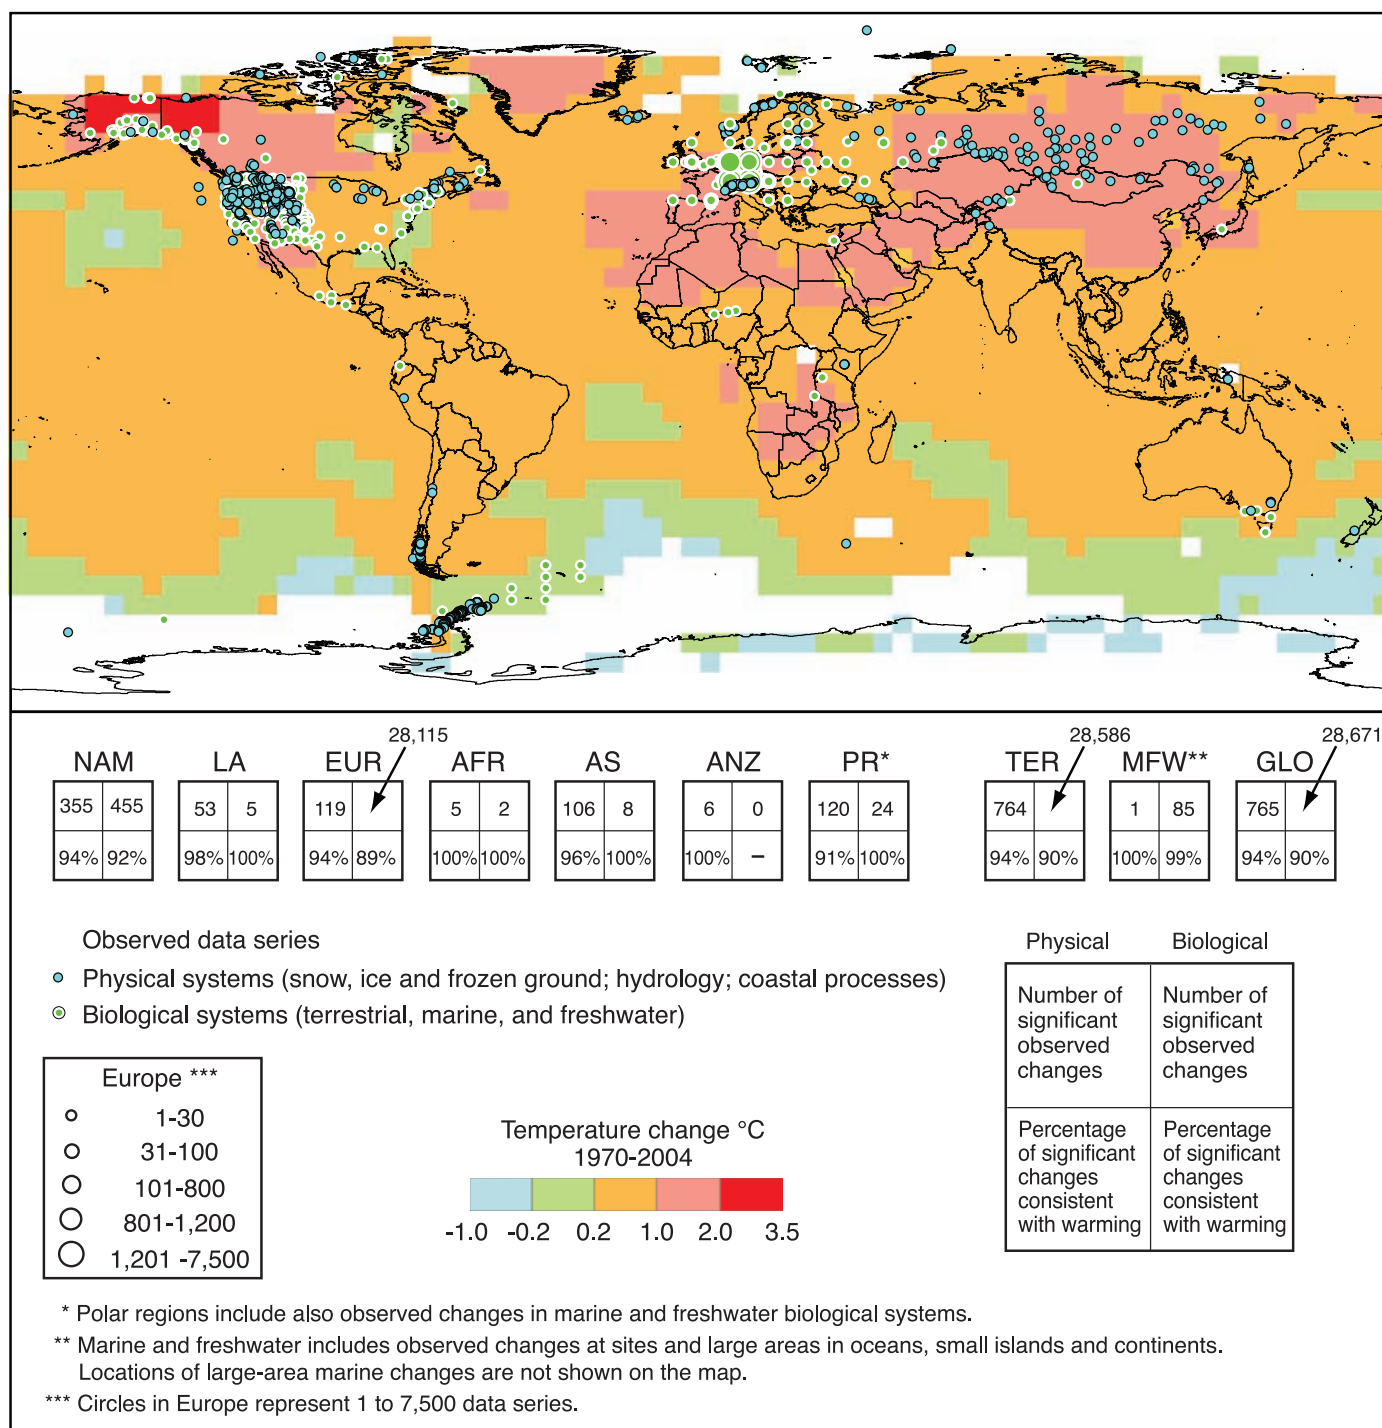 28,115
28,586
28,671
NAM LA EUR AFR AS ANZ PR* TER MFW** GLO
355 455 53 5 119 5 2 106 8 6 0 120 24 764 1 85 765
94% 92% 98% 100% 94% 89% 100% 100% 96% 100% 100% – 91% 100% 94% 90% 100% 99% 94% 90%
Observed data series
Physical systems (snow, ice and frozen ground; hydrology; coastal processes)
Biological systems (terrestrial, marine, and freshwater)
Europe ***
1-30
31-100
101-800
801-1,200
1,201 -7,500
Temperature change °C
1970-2004
-1.0 -0.2 0.2 1.0 2.0 3.5
Physical Biological
Number of
significant
observed
changes
Number of
significant
observed
changes
Percentage
of significant
changes
consistent
with warming
Percentage
of significant
changes
consistent
with warming
* Polar regions include also observed changes in marine and freshwater biological systems.
** Marine and freshwater includes observed changes at sites and large areas in oceans, small islands and continents.
Locations of large-area marine changes are not shown on the map.
*** Circles in Europe represent 1 to 7,500 data series.